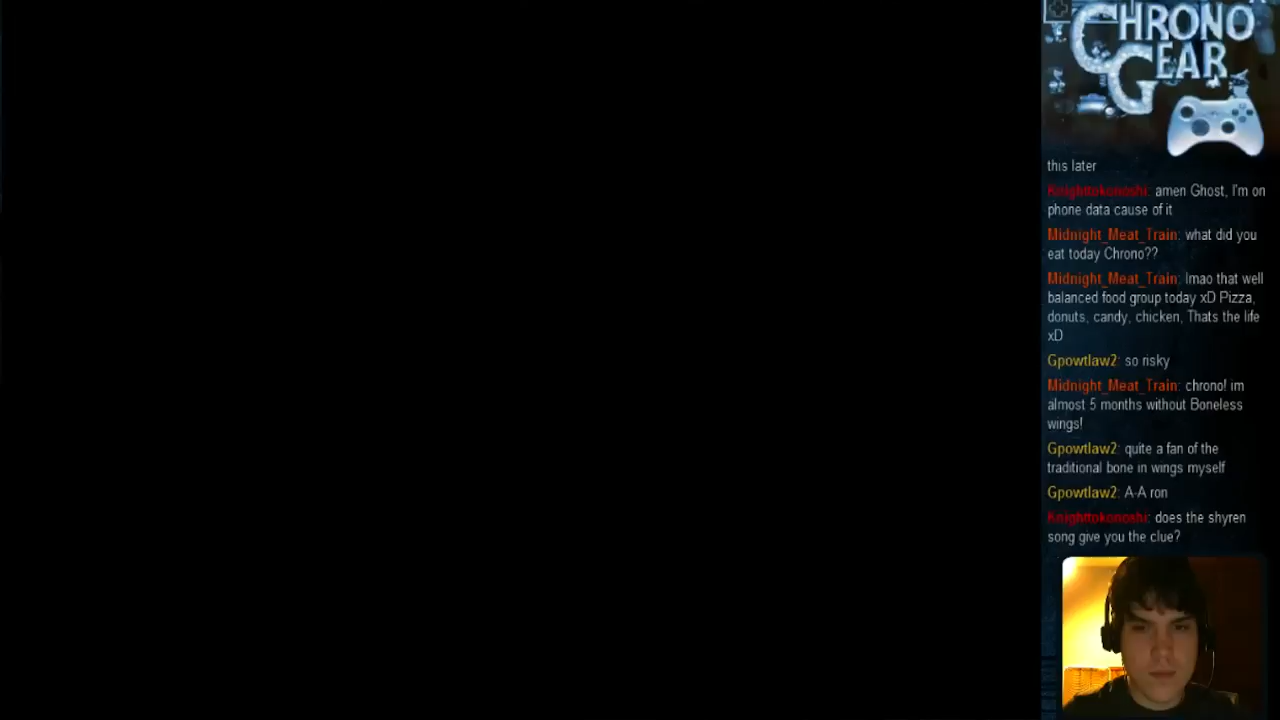 CHRONO
GEAR
this later
Knighttokonoshi: amen Ghost, I'm on
phone data cause of it
Midnight_Meat_Train: what did you
eat today Chrono??
Midnight_Meat_Train: lmao that well
balanced food group today xD Pizza,
donuts, candy, chicken, Thats the life
xD
Gpowtlaw2: so risky
Midnight_Meat_Train: chrono! im
almost 5 months without Boneless
wings!
Gpowtlaw2: quite a fan of the
traditional bone in wings myself
Gpowtlaw2: A-A ron
Knighttokonoshi: does the shyren
song give you the clue?